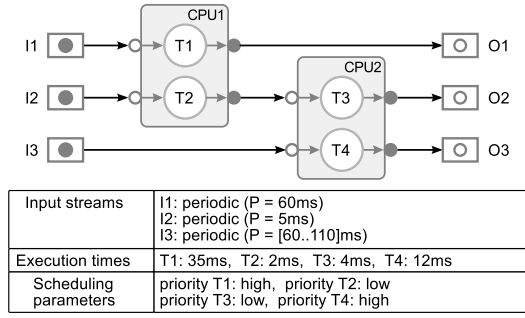 CPU1
I1 T1 O1
CPU2
I2 T2 T3 O2
I3 T4 O3
Input streams
I1: periodic (P = 60ms)
I2: periodic (P = 5ms)
I3: periodic (P = [60..110]ms)
Execution times
T1: 35ms, T2: 2ms, T3: 4ms, T4: 12ms
Scheduling
parameters
priority T1: high, priority T2: low
priority T3: low, priority T4: high